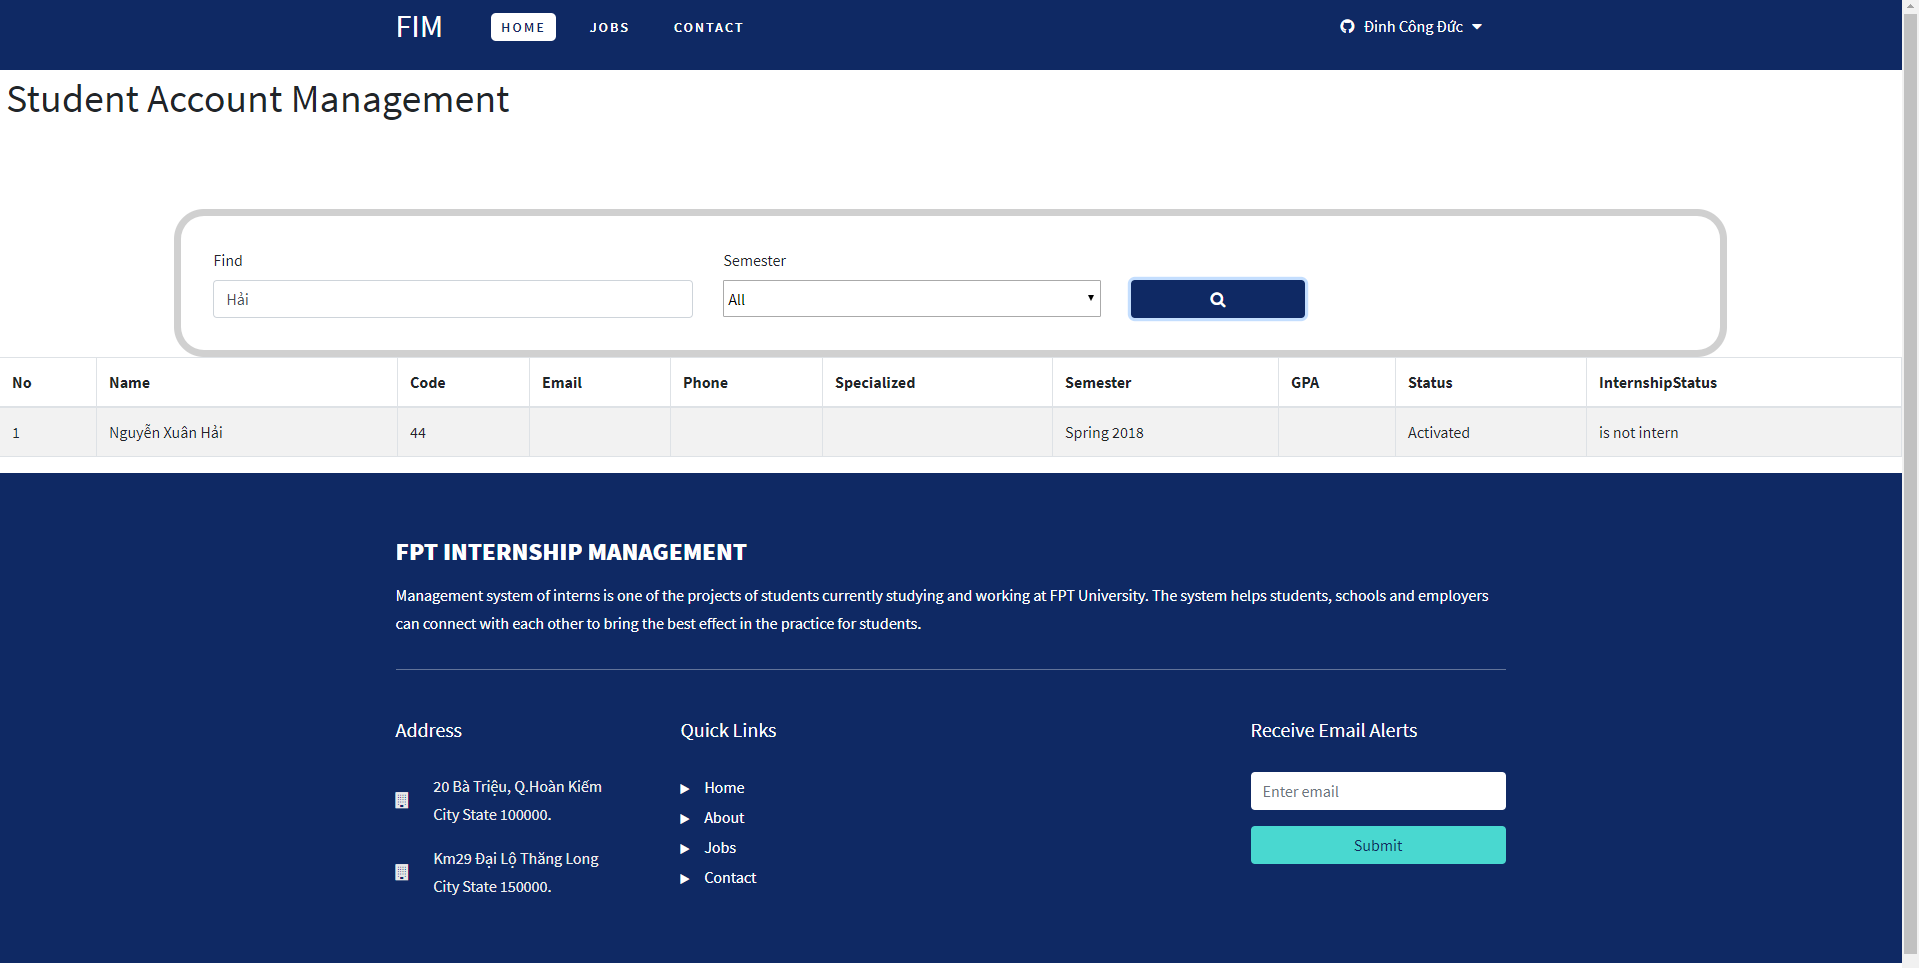 FIM HOME JOBS CONTACT Đinh Công Đức
Student Account Management
Find Semester
Hải All
No Name Code Email Phone Specialized Semester GPA Status InternshipStatus
1 Nguyễn Xuân Hải 44 Spring 2018 Activated is not intern
FPT INTERNSHIP MANAGEMENT
Management system of interns is one of the projects of students currently studying and working at FPT University. The system helps students, schools and employers
can connect with each other to bring the best effect in the practice for students.
Address
20 Bà Triệu, Q.Hoàn Kiếm
City State 100000.
Km29 Đại Lộ Thăng Long
City State 150000.
Quick Links
Home
About
Jobs
Contact
Receive Email Alerts
Enter email
Submit